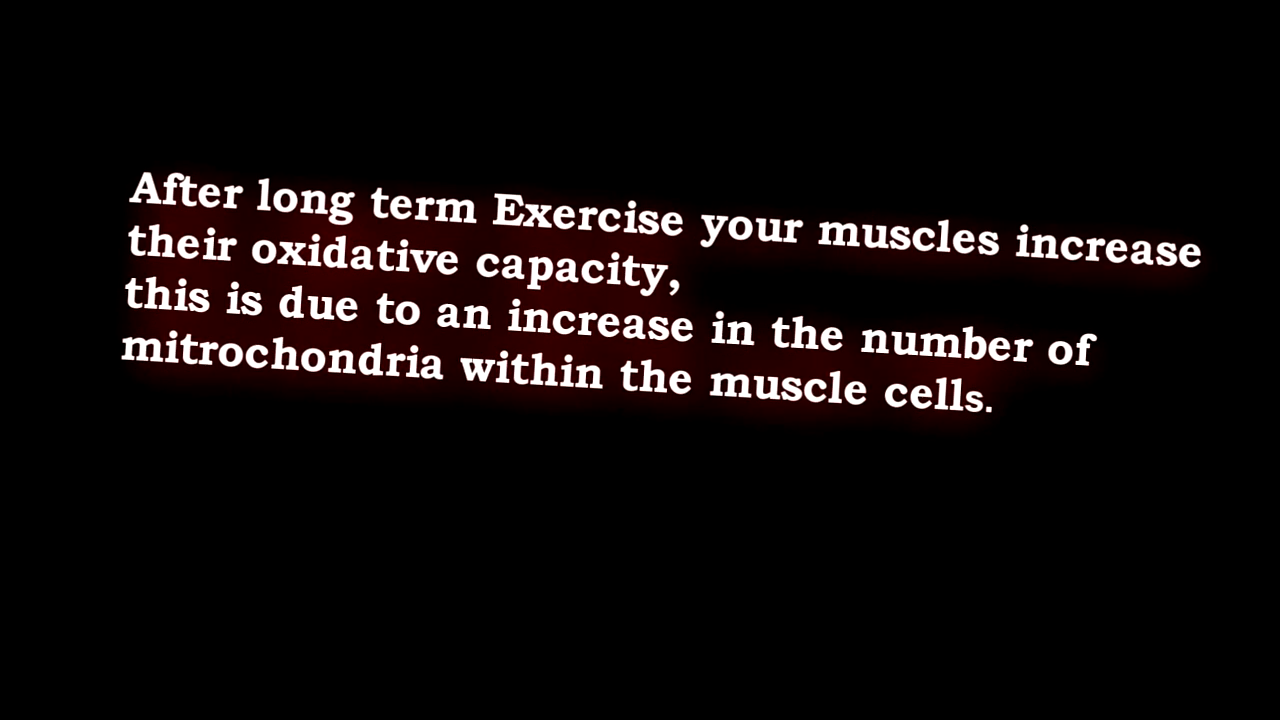 After long term Exercise your muscles increase
their oxidative capacity,
this is due to an increase in the number of
mitrochondria within the muscle cells.